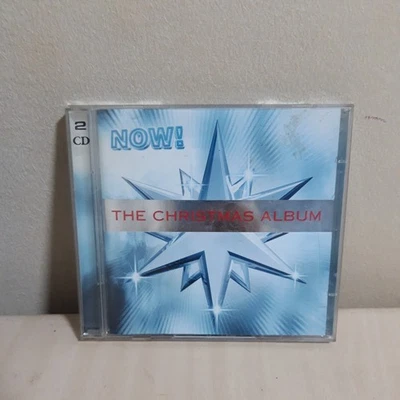 2
CD
NOW!
THE CHRISTMAS ALBUM